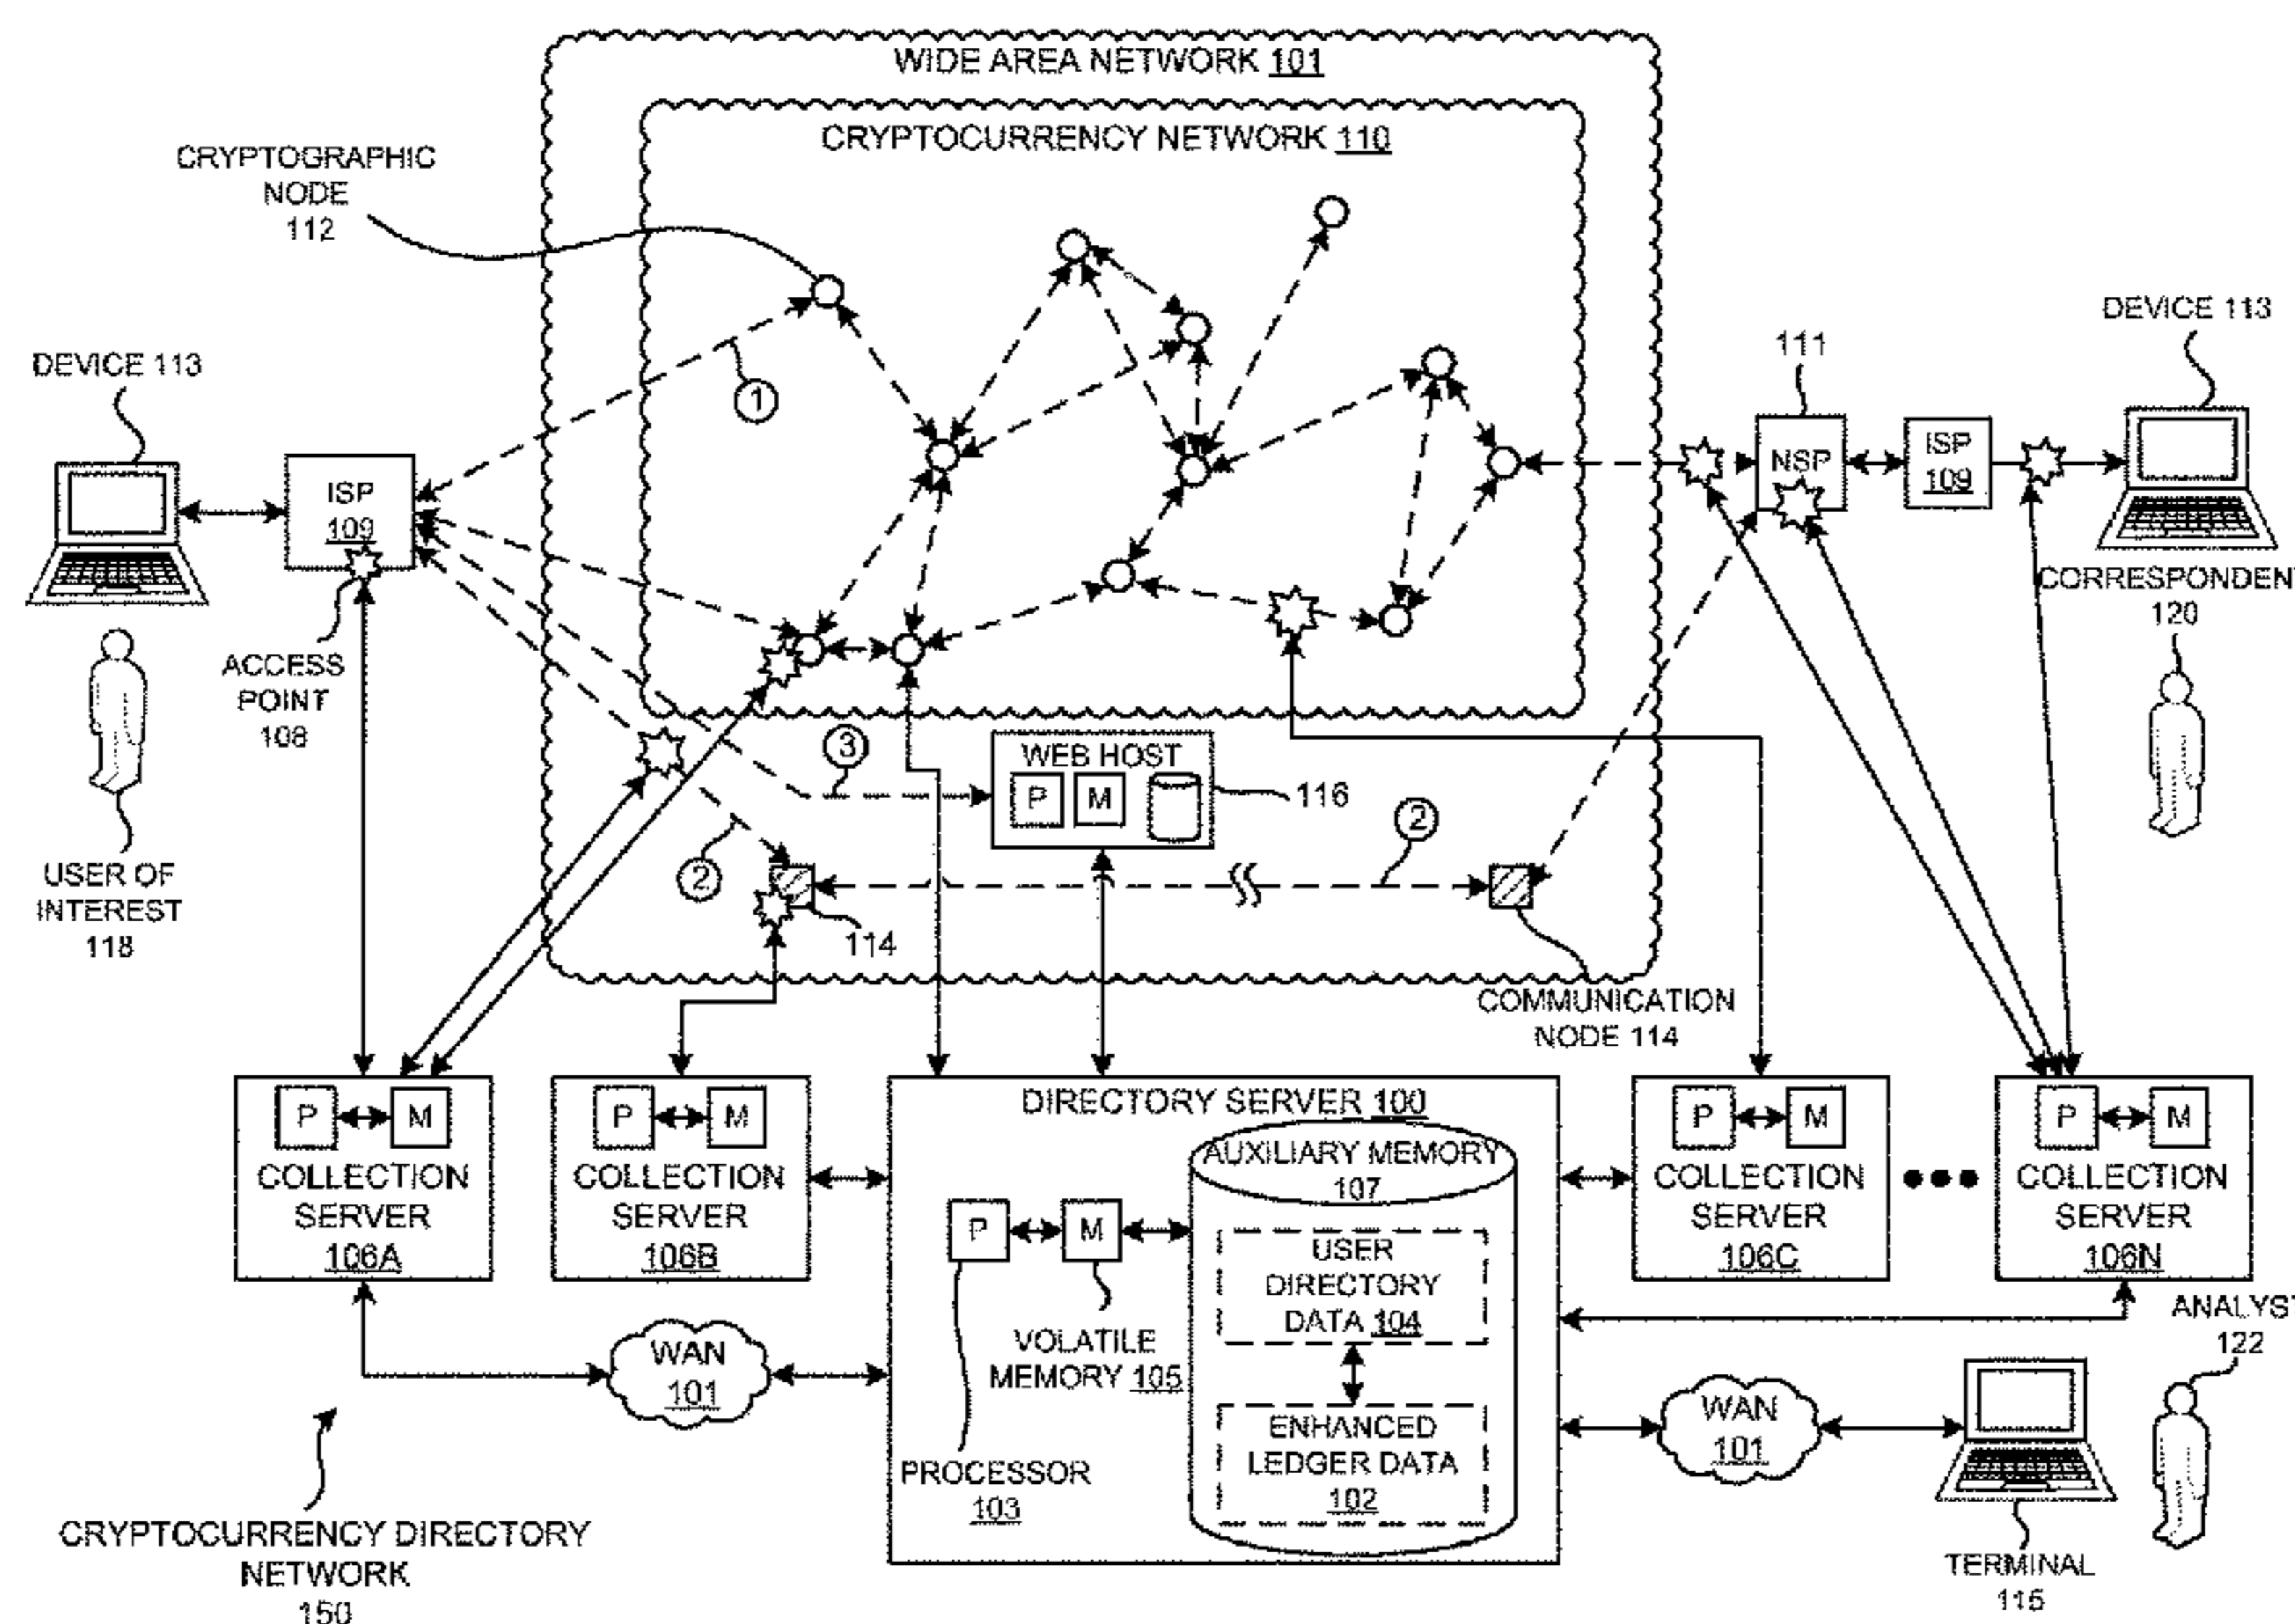 WIDE AREA NETWORK 101
CRYPTOCURRENCY NETWORK 110
CRYPTOGRAPHIC
NODE
112
1
DEVICE 113
ISP
109
ACCESS
POINT
108
USER OF
INTEREST
118
DEVICE 113
111
NSP
ISP
109
CORRESPONDENT
120
3
WEB HOST
P
M
116
2
2
114
COMMUNICATION
NODE 114
P
M
COLLECTION
SERVER
106A
P
M
COLLECTION
SERVER
106B
DIRECTORY SERVER 100
AUXILIARY MEMORY
107
P
M
USER
DIRECTORY
DATA 104
VOLATILE
MEMORY 105
ENHANCED
LEDGER DATA
102
PROCESSOR
103
P
M
COLLECTION
SERVER
106C
P
M
COLLECTION
SERVER
106N
WAN
101
WAN
101
ANALYST
122
TERMINAL
115
CRYPTOCURRENCY DIRECTORY
NETWORK
150